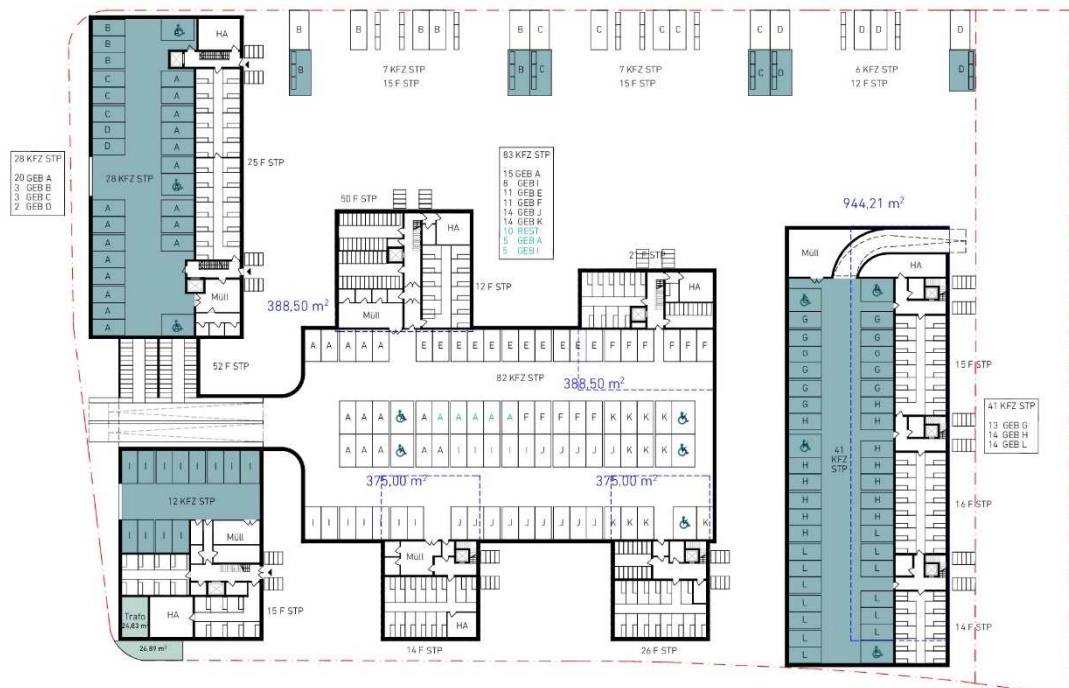 7 KFZ STP
15 F STP
7 KFZ STP
15 F STP
6 KFZ STP
12 F STP
HA
28 KFZ STP
20 GEB A
3 GEB B
3 GEB C
2 GEB D
28 KFZ STP
25 F STP
Müll
83 KFZ STP
15 GEB A
8 GEB I
11 GEB E
11 GEB F
14 GEB J
14 GEB K
10 REST
5 GEB A
5 GEB I
50 F STP
HA
12 F STP
Müll
388,50 m²
F STP
HA
944,21 m²
Müll
HA
52 F STP
A A A A A E E E E E E E E E E E F F F F F F
82 KFZ STP
388,50 m²
A A A A A A A A A F F F F F K K K K
A A A A A I I I I I J J J J K K K
375,00 m²
375,00 m²
I I I I I I I J J J J J J J J J K K K K
12 KFZ STP
Müll
15 F STP
Trafo
24,83 m²
HA
26,89 m²
Müll
HA
14 F STP
26 F STP
41 KFZ STP
15 F STP
16 F STP
14 F STP
41 KFZ STP
13 GEB G
14 GEB H
14 GEB L